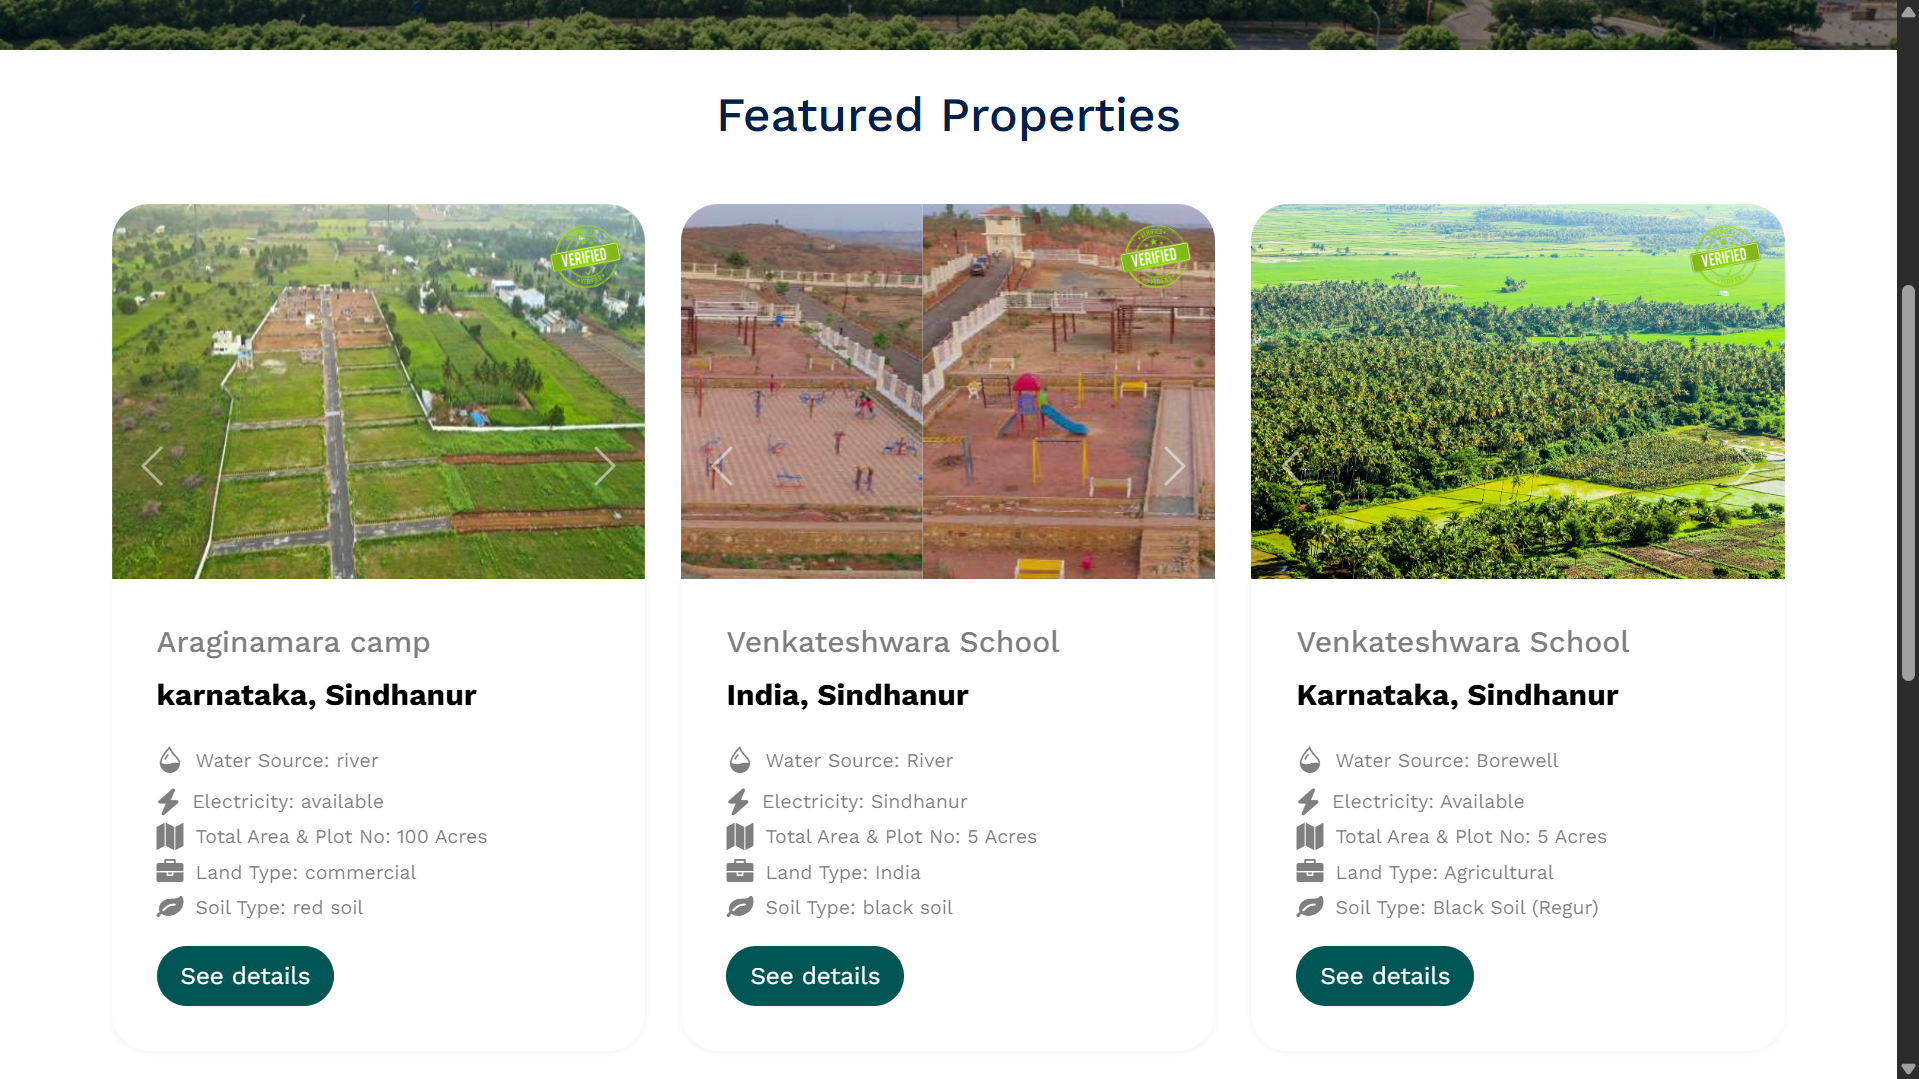 Featured Properties
VERIFIED
VERIFIED
VERIFIED
Araginamara camp
karnataka, Sindhanur
Water Source: river
Electricity: available
Total Area & Plot No: 100 Acres
Land Type: commercial
Soil Type: red soil
See details
Venkateshwara School
India, Sindhanur
Water Source: River
Electricity: Sindhanur
Total Area & Plot No: 5 Acres
Land Type: India
Soil Type: black soil
See details
Venkateshwara School
Karnataka, Sindhanur
Water Source: Borewell
Electricity: Available
Total Area & Plot No: 5 Acres
Land Type: Agricultural
Soil Type: Black Soil (Regur)
See details